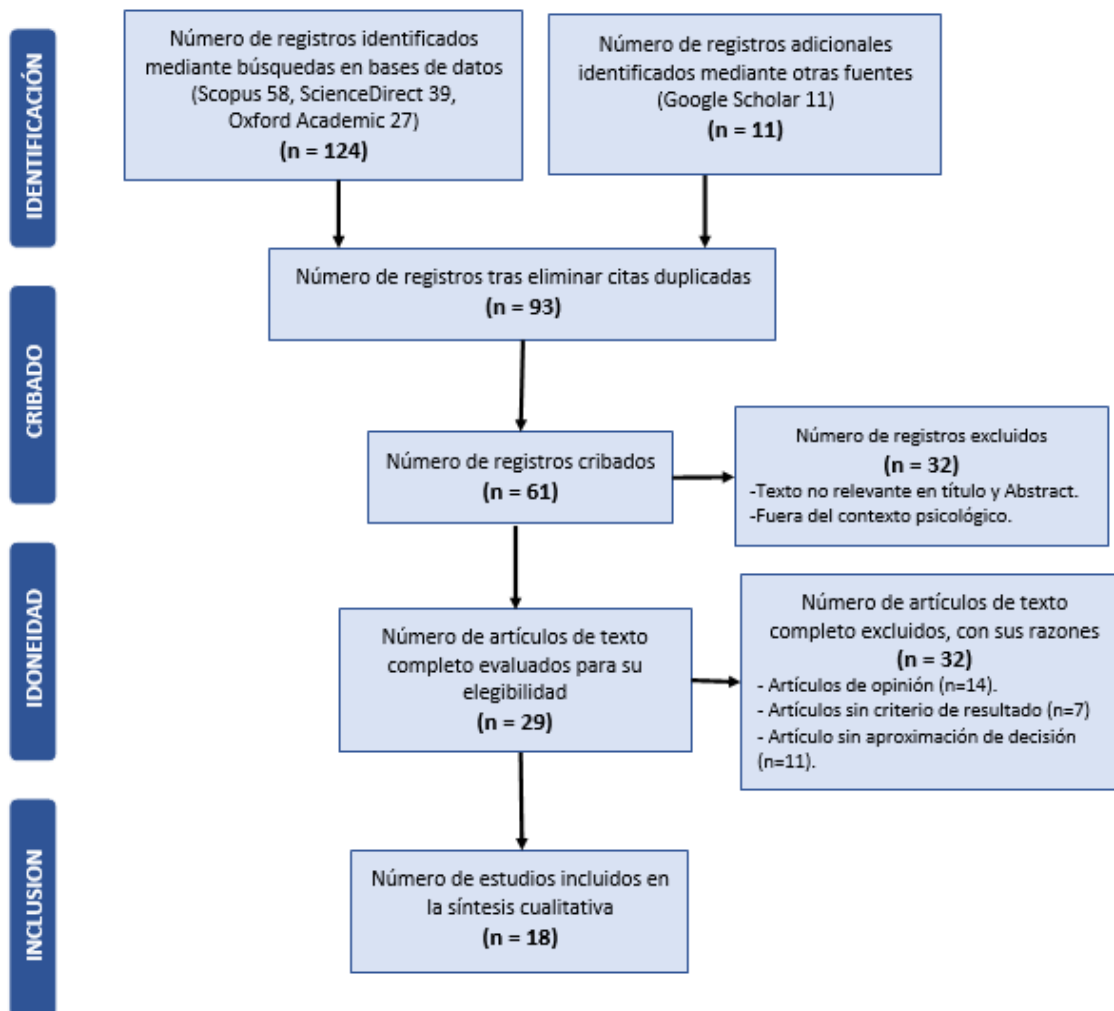 IDENTIFICACIÓN
Número de registros identificados
mediante búsquedas en bases de datos
(Scopus 58, ScienceDirect 39,
Oxford Academic 27)
(n = 124)
Número de registros adicionales
identificados mediante otras fuentes
(Google Scholar 11)
(n = 11)
Número de registros tras eliminar citas duplicadas
(n = 93)
CRIBADO
Número de registros cribados
(n = 61)
Número de registros excluidos
(n = 32)
-Texto no relevante en título y Abstract.
-Fuera del contexto psicológico.
IDONEIDAD
Número de artículos de texto
completo evaluados para su
elegibilidad
(n = 29)
Número de artículos de texto
completo excluidos, con sus razones
(n = 32)
- Artículos de opinión (n=14).
- Artículos sin criterio de resultado (n=7)
- Artículo sin aproximación de decisión
(n=11).
INCLUSION
Número de estudios incluidos en
la síntesis cualitativa
(n = 18)